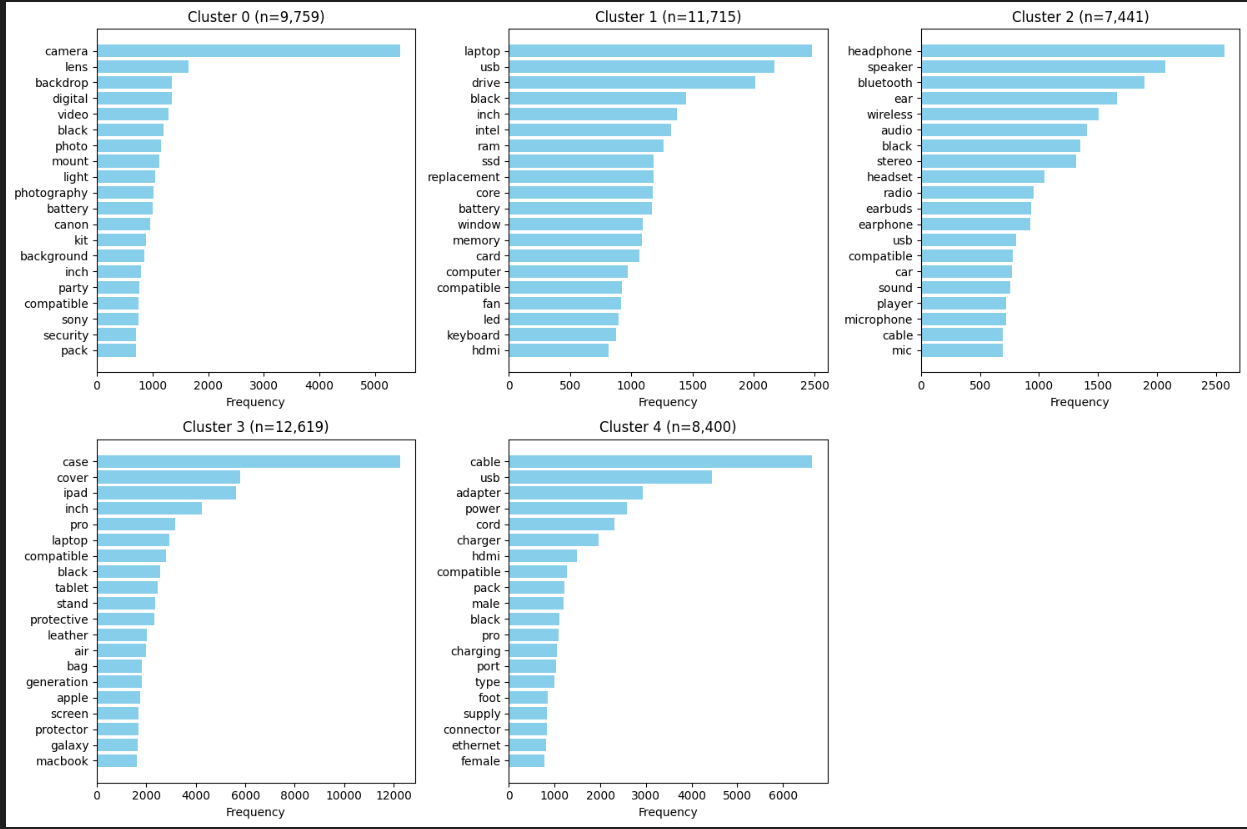 Cluster 0 (n=9,759)
camera
lens
backdrop
digital
video
black
photo
mount
light
photography
battery
canon
kit
background
inch
party
compatible
sony
security
pack
0 1000 2000 3000 4000 5000
Frequency
Cluster 1 (n=11,715)
laptop
usb
drive
black
inch
intel
ram
ssd
replacement
core
battery
window
memory
card
computer
compatible
fan
led
keyboard
hdmi
0 500 1000 1500 2000 2500
Frequency
Cluster 2 (n=7,441)
headphone
speaker
bluetooth
ear
wireless
audio
black
stereo
headset
radio
earbuds
earphone
usb
compatible
car
sound
player
microphone
cable
mic
0 500 1000 1500 2000 2500
Frequency
Cluster 3 (n=12,619)
case
cover
ipad
inch
pro
laptop
compatible
black
tablet
stand
protective
leather
air
bag
generation
apple
screen
protector
galaxy
macbook
0 2000 4000 6000 8000 10000 12000
Frequency
Cluster 4 (n=8,400)
cable
usb
adapter
power
cord
charger
hdmi
compatible
pack
male
black
pro
charging
port
type
foot
supply
connector
ethernet
female
0 1000 2000 3000 4000 5000 6000
Frequency